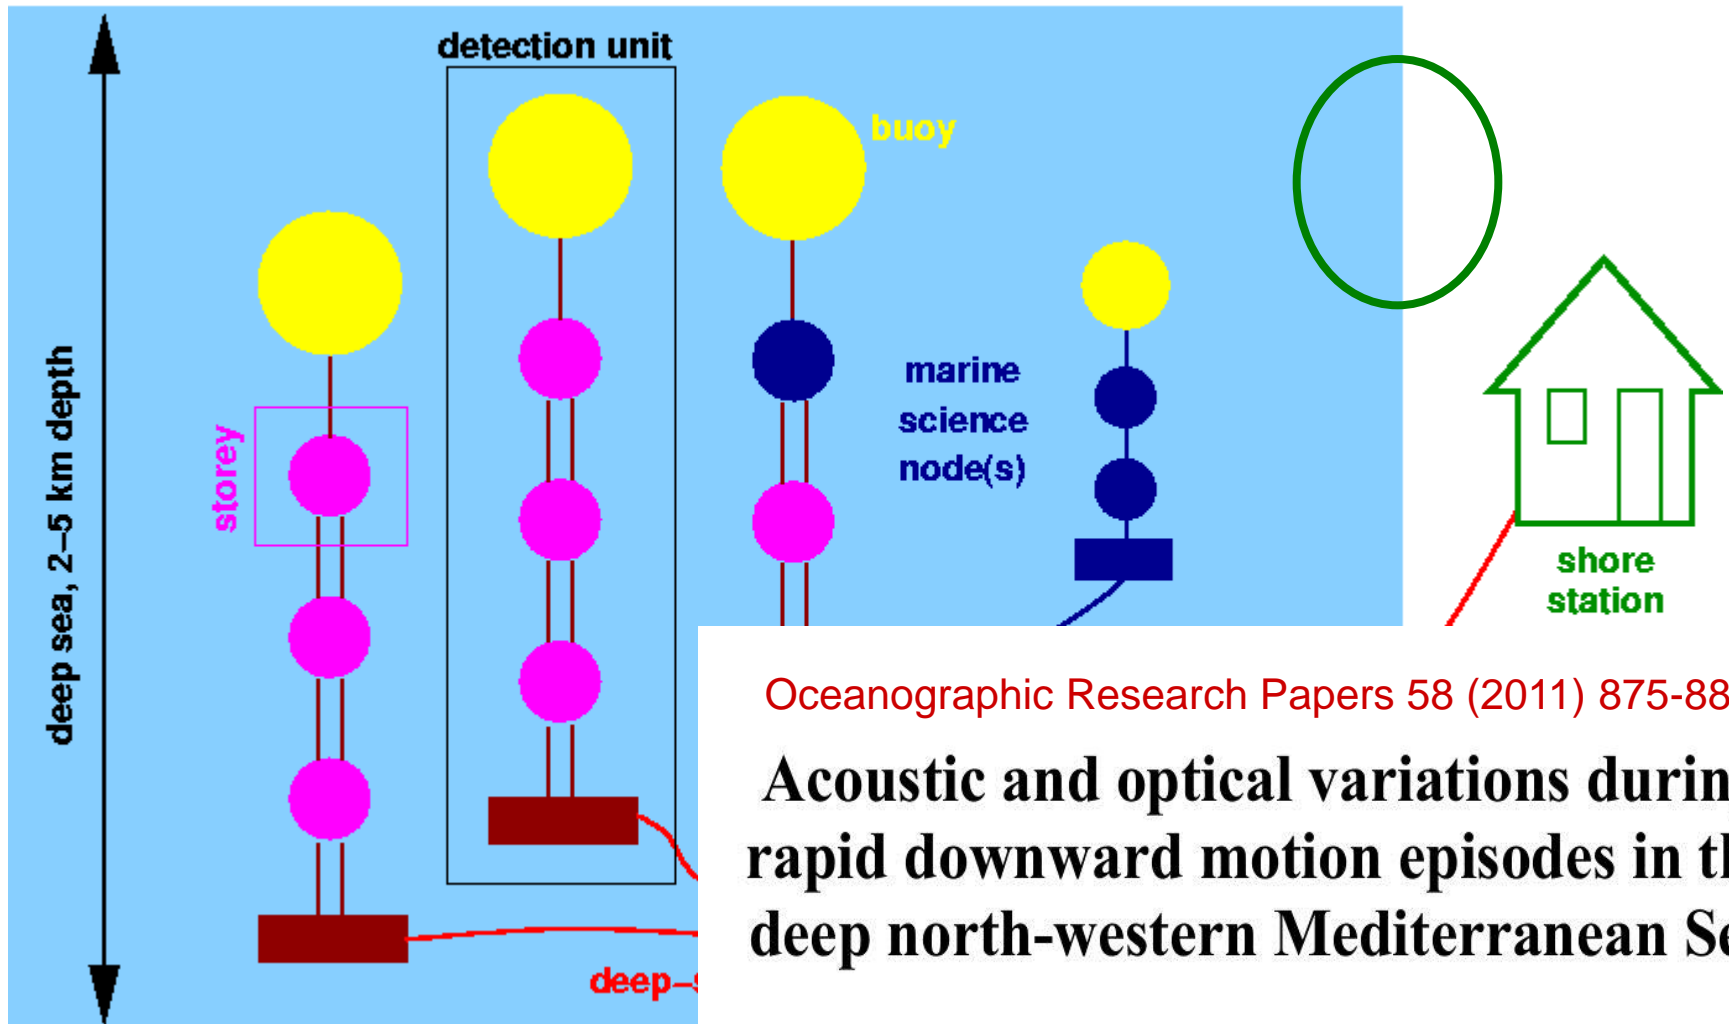 detection unit
buoy
deep sea, 2–5 km depth
storey
marine
science
node(s)
shore
station
Oceanographic Research Papers 58 (2011) 875-88
Acoustic and optical variations durin
rapid downward motion episodes in th
deep north-western Mediterranean Se
deep–s